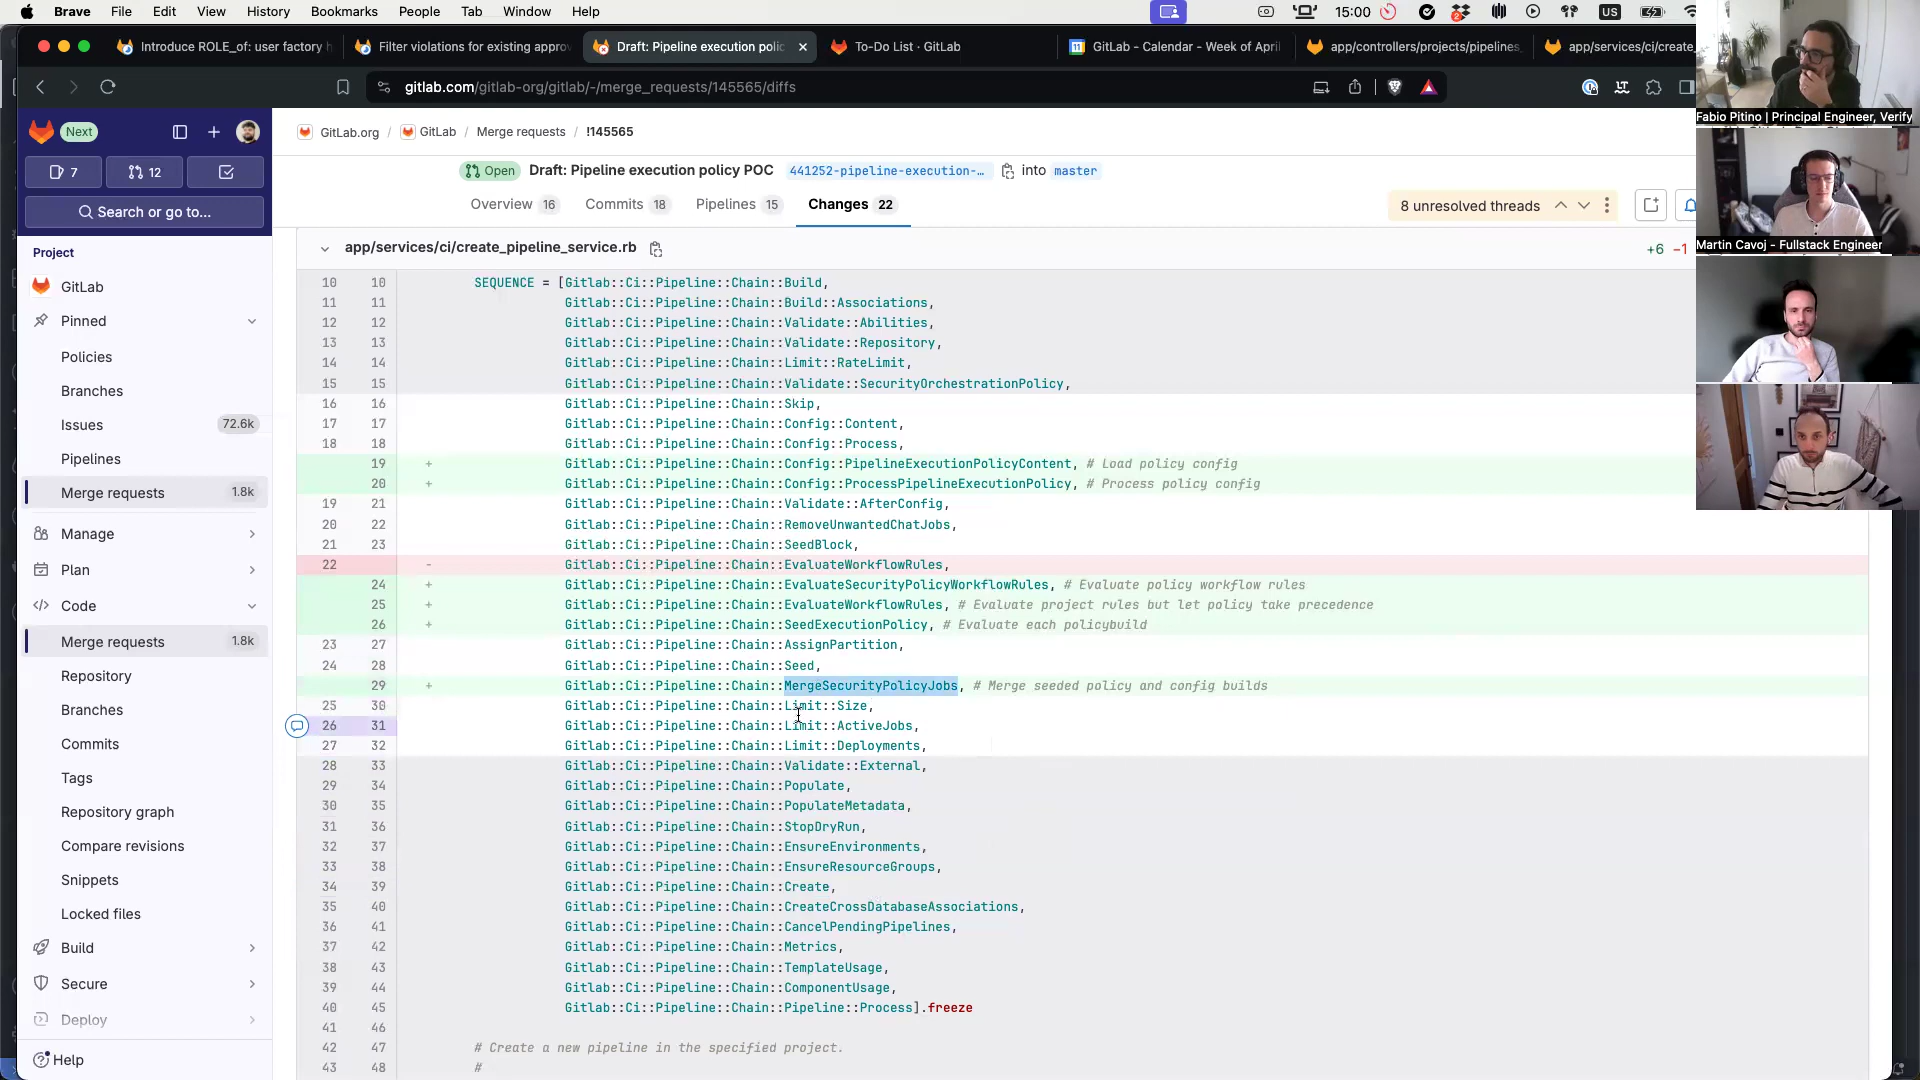 Brave File Edit View History Bookmarks People Tab Window Help 15:00 US
Introduce ROLE_of: user factory h
Filter violations for existing appro
Draft: Pipeline execution polic
To-Do List · GitLab
GitLab - Calendar - Week of April
app/controllers/projects/pipelines_
app/services/ci/create_
gitlab.com/gitlab-org/gitlab/-/merge_requests/145565/diffs
Fabio Pitino | Principal Engineer, Verify
Martin Cavoj - Fullstack Engineer
Next
7
12
Search or go to...
Project
GitLab
Pinned
Policies
Branches
Issues 72.6k
Pipelines
Merge requests 1.8k
Manage
Plan
Code
Merge requests 1.8k
Repository
Branches
Commits
Tags
Repository graph
Compare revisions
Snippets
Locked files
Build
Secure
Deploy
Help
GitLab.org / GitLab / Merge requests / !145565
Open Draft: Pipeline execution policy POC 441252-pipeline-execution-… into master
Overview 16 Commits 18 Pipelines 15 Changes 22
8 unresolved threads
app/services/ci/create_pipeline_service.rb +6 −1
10 10 SEQUENCE = [Gitlab::Ci::Pipeline::Chain::Build,
11 11 Gitlab::Ci::Pipeline::Chain::Build::Associations,
12 12 Gitlab::Ci::Pipeline::Chain::Validate::Abilities,
13 13 Gitlab::Ci::Pipeline::Chain::Validate::Repository,
14 14 Gitlab::Ci::Pipeline::Chain::Limit::RateLimit,
15 15 Gitlab::Ci::Pipeline::Chain::Validate::SecurityOrchestrationPolicy,
16 16 Gitlab::Ci::Pipeline::Chain::Skip,
17 17 Gitlab::Ci::Pipeline::Chain::Config::Content,
18 18 Gitlab::Ci::Pipeline::Chain::Config::Process,
19 + Gitlab::Ci::Pipeline::Chain::Config::PipelineExecutionPolicyContent, # Load policy config
20 + Gitlab::Ci::Pipeline::Chain::Config::ProcessPipelineExecutionPolicy, # Process policy config
19 21 Gitlab::Ci::Pipeline::Chain::Validate::AfterConfig,
20 22 Gitlab::Ci::Pipeline::Chain::RemoveUnwantedChatJobs,
21 23 Gitlab::Ci::Pipeline::Chain::SeedBlock,
22 - Gitlab::Ci::Pipeline::Chain::EvaluateWorkflowRules,
24 + Gitlab::Ci::Pipeline::Chain::EvaluateSecurityPolicyWorkflowRules, # Evaluate policy workflow rules
25 + Gitlab::Ci::Pipeline::Chain::EvaluateWorkflowRules, # Evaluate project rules but let policy take precedence
26 + Gitlab::Ci::Pipeline::Chain::SeedExecutionPolicy, # Evaluate each policybuild
23 27 Gitlab::Ci::Pipeline::Chain::AssignPartition,
24 28 Gitlab::Ci::Pipeline::Chain::Seed,
29 + Gitlab::Ci::Pipeline::Chain::MergeSecurityPolicyJobs, # Merge seeded policy and config builds
25 30 Gitlab::Ci::Pipeline::Chain::Limit::Size,
26 31 Gitlab::Ci::Pipeline::Chain::Limit::ActiveJobs,
27 32 Gitlab::Ci::Pipeline::Chain::Limit::Deployments,
28 33 Gitlab::Ci::Pipeline::Chain::Validate::External,
29 34 Gitlab::Ci::Pipeline::Chain::Populate,
30 35 Gitlab::Ci::Pipeline::Chain::PopulateMetadata,
31 36 Gitlab::Ci::Pipeline::Chain::StopDryRun,
32 37 Gitlab::Ci::Pipeline::Chain::EnsureEnvironments,
33 38 Gitlab::Ci::Pipeline::Chain::EnsureResourceGroups,
34 39 Gitlab::Ci::Pipeline::Chain::Create,
35 40 Gitlab::Ci::Pipeline::Chain::CreateCrossDatabaseAssociations,
36 41 Gitlab::Ci::Pipeline::Chain::CancelPendingPipelines,
37 42 Gitlab::Ci::Pipeline::Chain::Metrics,
38 43 Gitlab::Ci::Pipeline::Chain::TemplateUsage,
39 44 Gitlab::Ci::Pipeline::Chain::ComponentUsage,
40 45 Gitlab::Ci::Pipeline::Chain::Pipeline::Process].freeze
41 46
42 47 # Create a new pipeline in the specified project.
43 48 #